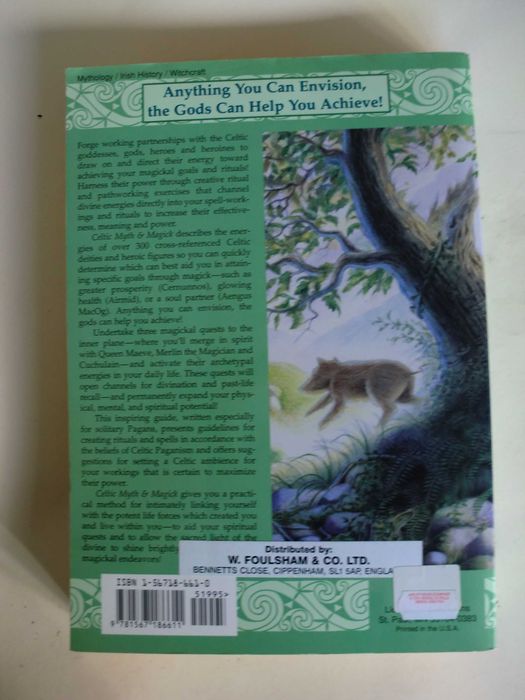 Mythology / Irish History / Witchcraft
Anything You Can Envision,
the Gods Can Help You Achieve!
Forge working partnerships with the Celtic
goddesses, gods, heroes and heroines to
draw on and direct their energy toward
achieving your magickal goals and rituals!
Harness their power through creative ritual
and pathworking exercises that channel
divine energies directly into your spell-work-
ings and rituals to increase their effective-
ness, meaning and power.
Celtic Myth & Magick describes the ener-
gies of over 300 cross-referenced Celtic
deities and heroic figures so you can quickly
determine which can best aid you in attain-
ing specific goals through magick—such as
greater prosperity (Cernunnos), glowing
health (Airmid), or a soul partner (Aengus
MacOg). Anything you can envision, the
gods can help you achieve!
Undertake three magickal quests to the
inner plane—where you'll merge in spirit
with Queen Maeve, Merlin the Magician and
Cuchulain—and activate their archetypal
energies in your daily life. These quests will
open channels for divination and past-life
recall—and permanently expand your phys-
ical, mental, and spiritual potential!
This inspiring guide, written especially
for solitary Pagans, presents guidelines for
creating rituals and spells in accordance with
the beliefs of Celtic Paganism and offers sug-
gestions for setting a Celtic ambience for
your workings that is certain to maximize
their power.
Celtic Myth & Magick gives you a practi-
cal method for intimately linking yourself
with the potent life forces which created you
and live within you—to aid your spiritual
quests and to allow the sacred light of the
divine to shine brightly
magickal endeavors!
Distributed by:
W. FOULSHAM & CO. LTD.
BENNETTS CLOSE, CIPPENHAM, SL1 5AP, ENGLA
ISBN 1-56718-661-0
51995>
9 781567 186611
St. Paul, MN 0383
Printed in the U.S.A.